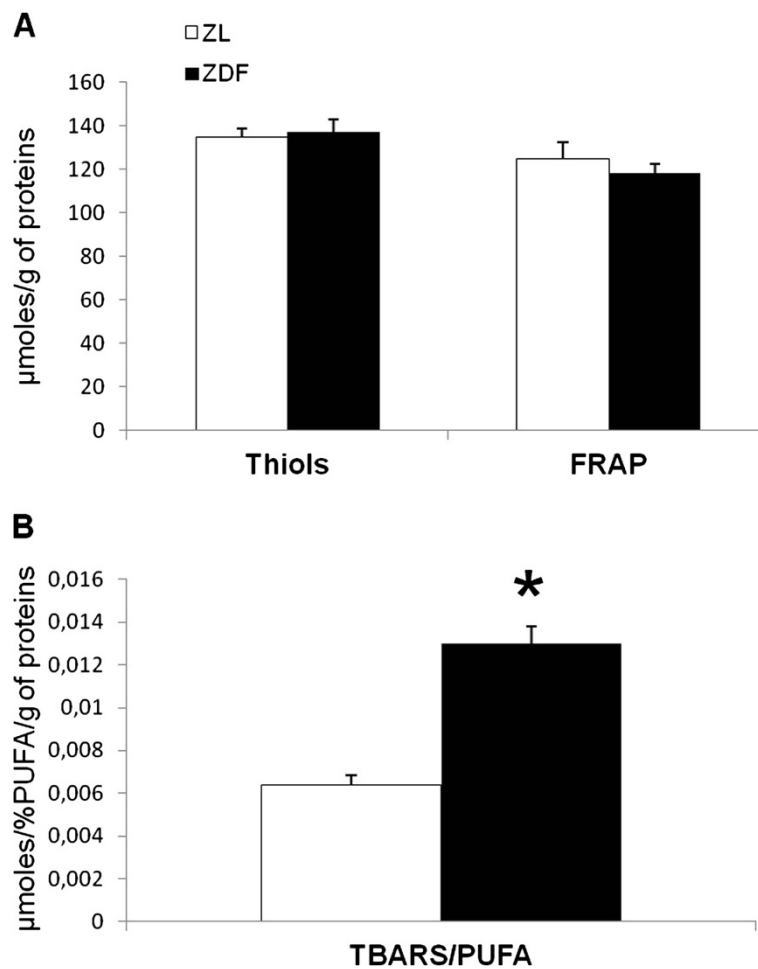 A
ZL
ZDF
µmoles/g of proteins
160
140
120
100
80
60
40
20
0
Thiols
FRAP
B
µmoles/%PUFA/g of proteins
0,016
0,014
0,012
0,01
0,008
0,006
0,004
0,002
0
*
TBARS/PUFA